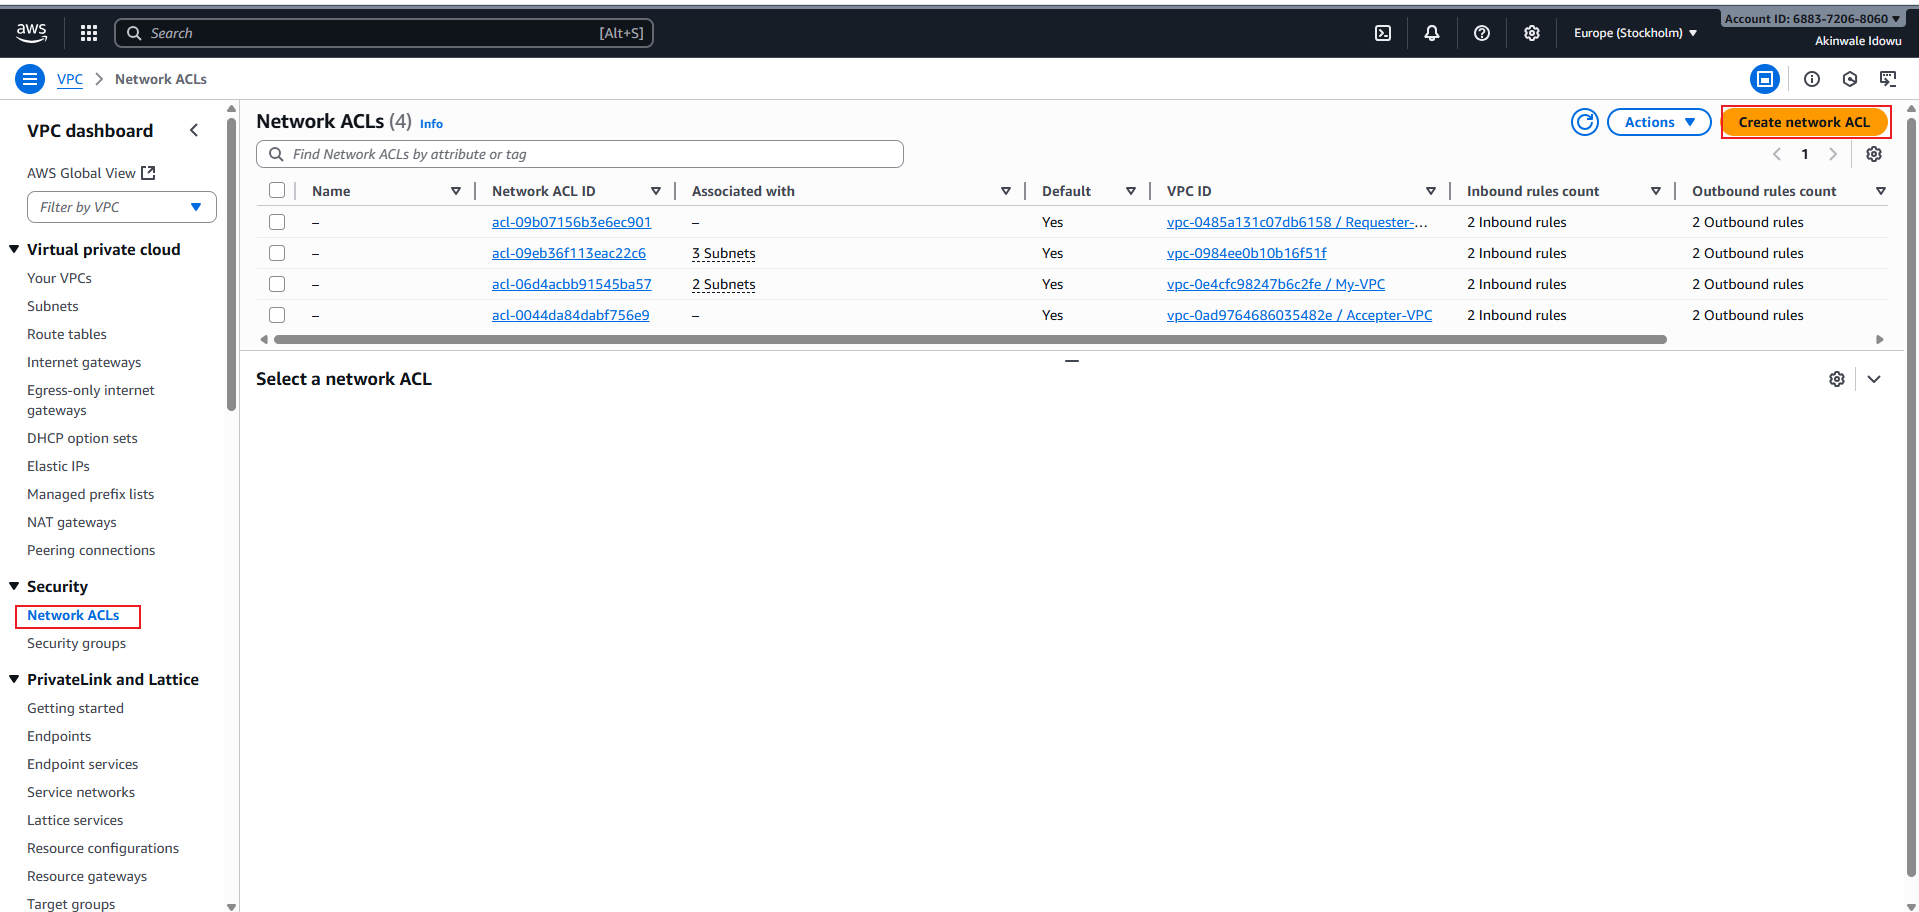 aws
Search [Alt+S]
Europe (Stockholm)
Account ID: 6883-7206-8060
Akinwale Idowu
VPC > Network ACLs
VPC dashboard
AWS Global View
Filter by VPC
Virtual private cloud
Your VPCs
Subnets
Route tables
Internet gateways
Egress-only internet
gateways
DHCP option sets
Elastic IPs
Managed prefix lists
NAT gateways
Peering connections
Security
Network ACLs
Security groups
PrivateLink and Lattice
Getting started
Endpoints
Endpoint services
Service networks
Lattice services
Resource configurations
Resource gateways
Target groups
Network ACLs (4) Info
Actions
Create network ACL
Find Network ACLs by attribute or tag
1
Name Network ACL ID Associated with Default VPC ID Inbound rules count Outbound rules count
– acl-09b07156b3e6ec901 – Yes vpc-0485a131c07db6158 / Requester-... 2 Inbound rules 2 Outbound rules
– acl-09eb36f113eac22c6 3 Subnets Yes vpc-0984ee0b10b16f51f 2 Inbound rules 2 Outbound rules
– acl-06d4acbb91545ba57 2 Subnets Yes vpc-0e4cfc98247b6c2fe / My-VPC 2 Inbound rules 2 Outbound rules
– acl-0044da84dabf756e9 – Yes vpc-0ad9764686035482e / Accepter-VPC 2 Inbound rules 2 Outbound rules
Select a network ACL